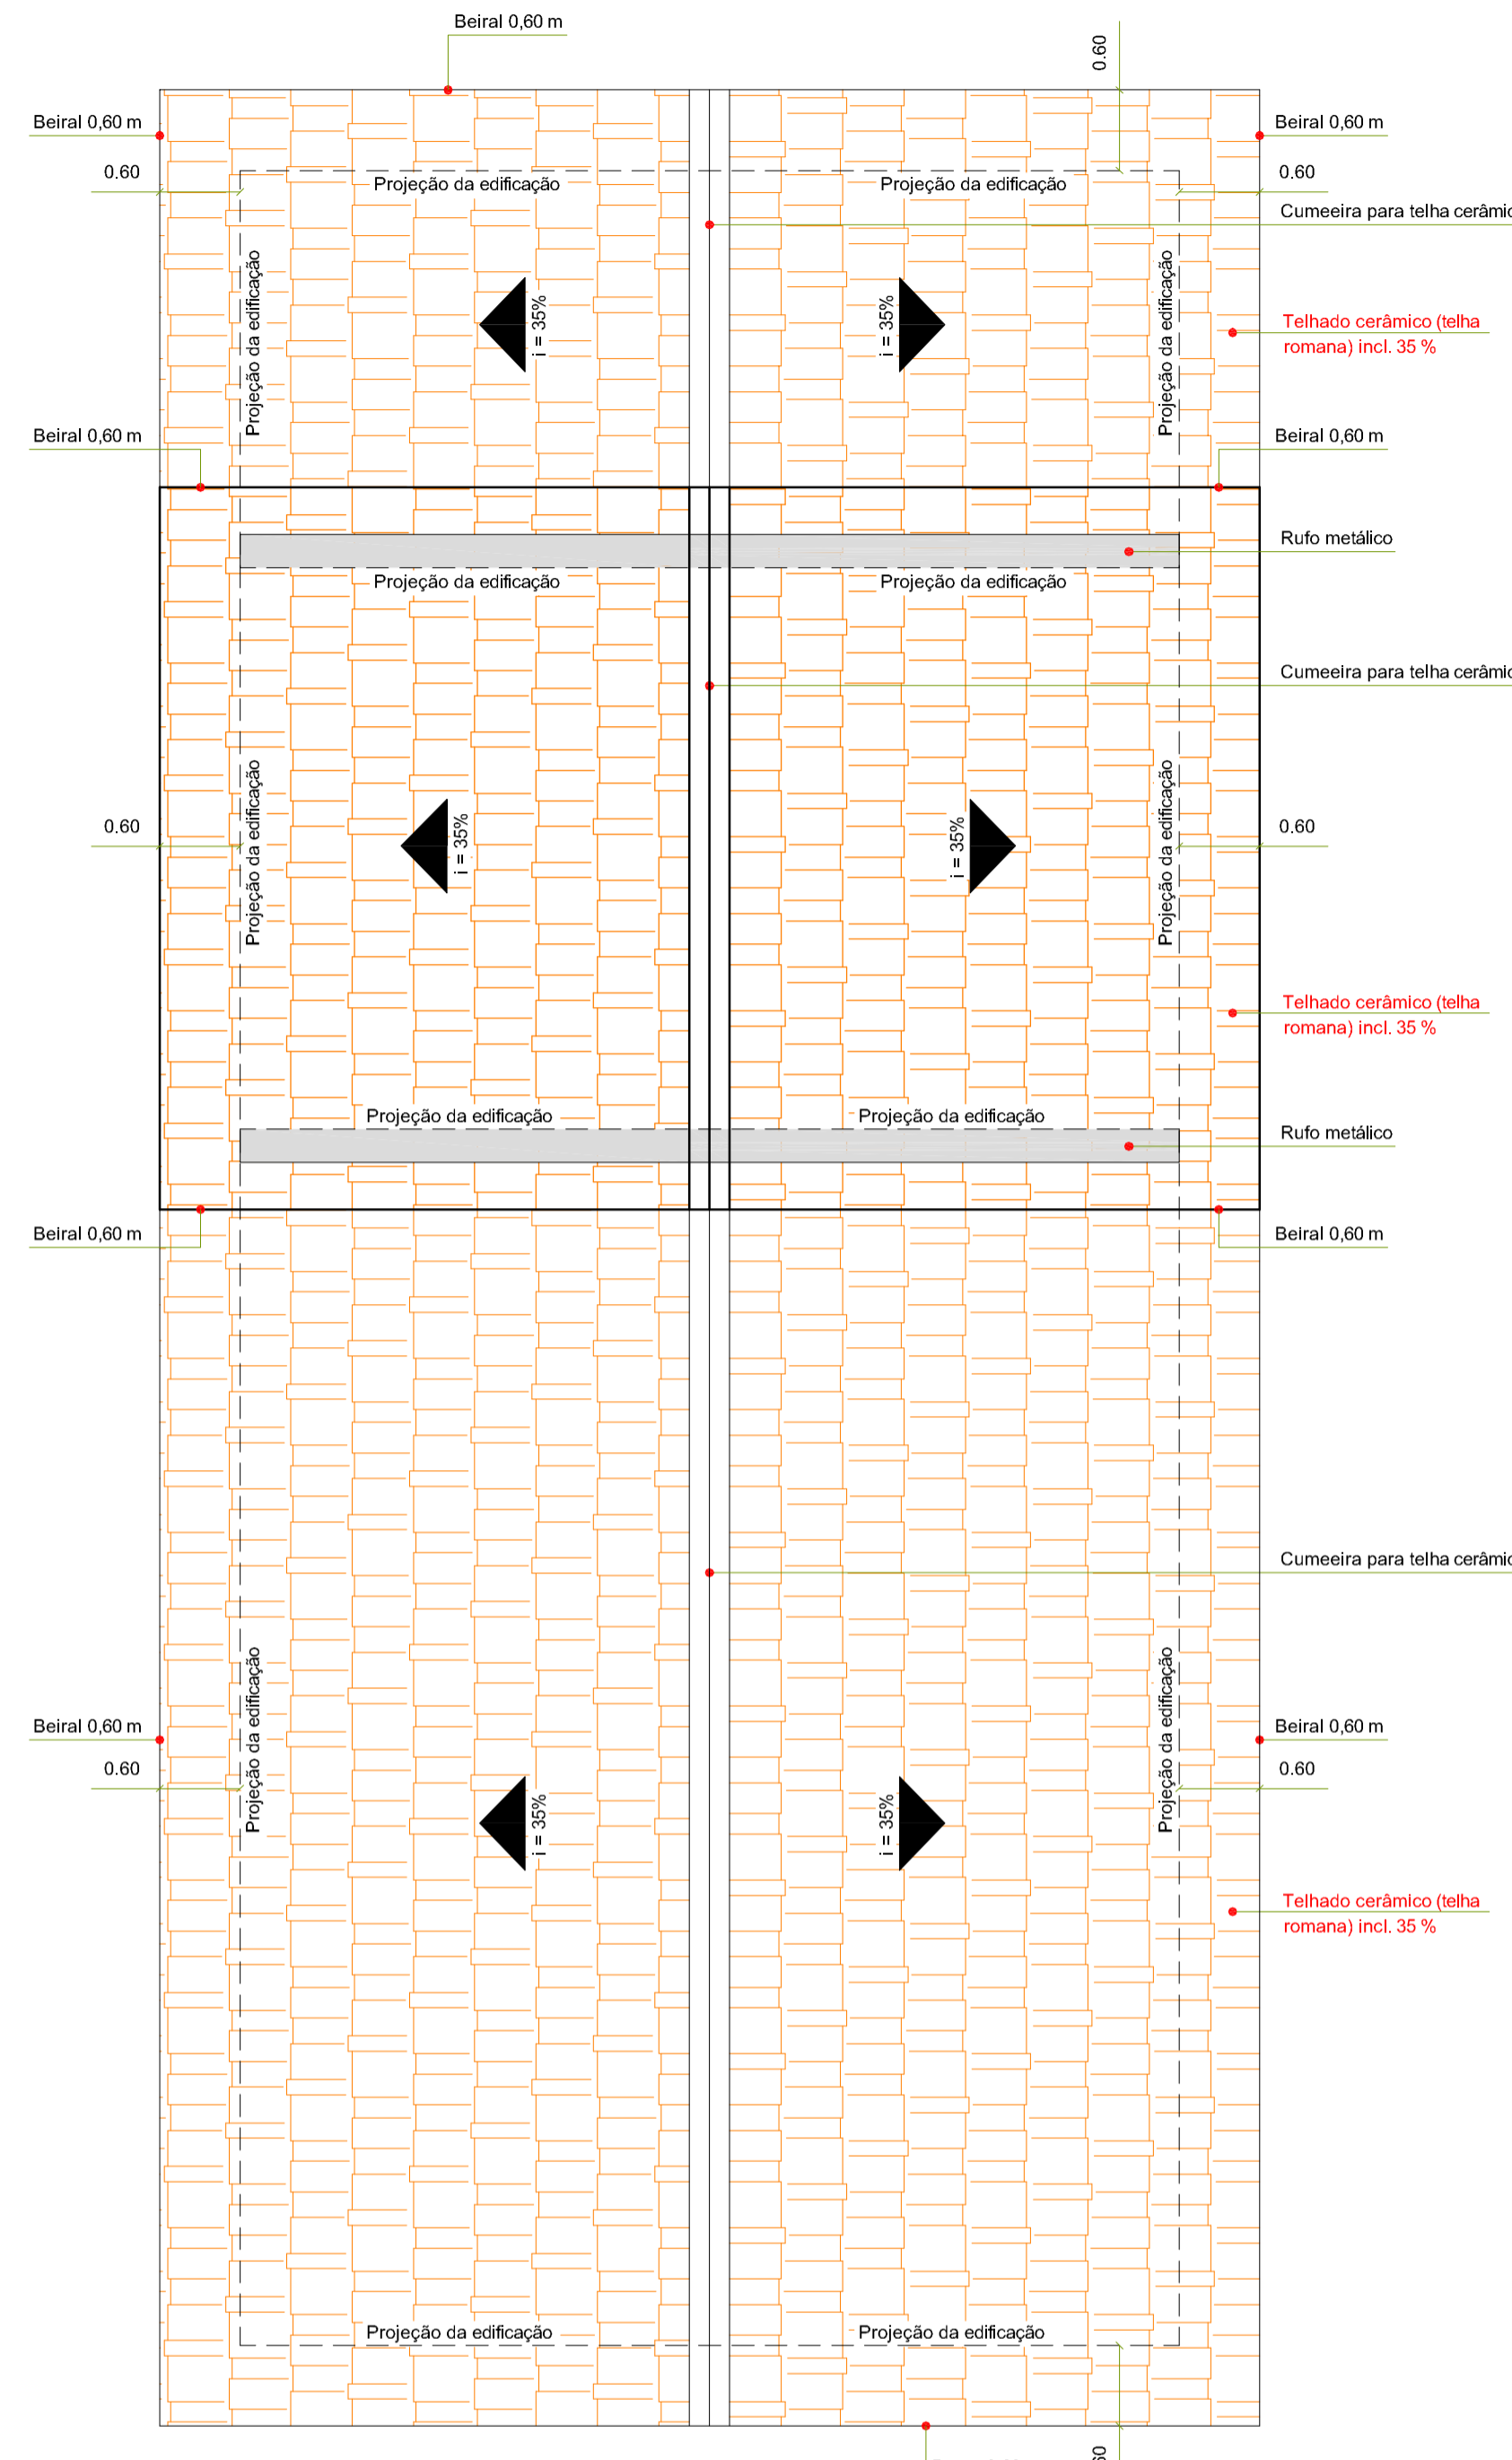 Beiral 0,60 m
0.60
Beiral 0,60 m
Beiral 0,60 m
0.60
0.60
Projeção da edificação
Projeção da edificação
Cumeeira para telha cerâmic
Projeção da edificação
Projeção da edificação
i = 35%
i = 35%
Telhado cerâmico (telha
romana) incl. 35 %
Beiral 0,60 m
Beiral 0,60 m
Rufo metálico
Projeção da edificação
Projeção da edificação
Cumeeira para telha cerâmic
Projeção da edificação
Projeção da edificação
0.60
0.60
i = 35%
i = 35%
Telhado cerâmico (telha
romana) incl. 35 %
Projeção da edificação
Projeção da edificação
Rufo metálico
Beiral 0,60 m
Beiral 0,60 m
Cumeeira para telha cerâmic
Projeção da edificação
Projeção da edificação
Beiral 0,60 m
Beiral 0,60 m
0.60
0.60
i = 35%
i = 35%
Telhado cerâmico (telha
romana) incl. 35 %
Projeção da edificação
Projeção da edificação
60